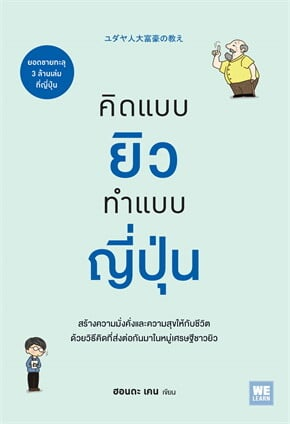 ユダヤ人大富豪の教え
ยอดขายทะลุ
3 ล้านเล่ม
ที่ญี่ปุ่น
คิดแบบ
ยิว
ทำแบบ
ญี่ปุ่น
สร้างความมั่งคั่งและความสุขให้กับชีวิต
ด้วยวิธีคิดที่ส่งต่อกันมาในหมู่เศรษฐีชาวยิว
ฮอนดะ เคน เขียน
WE
LEARN